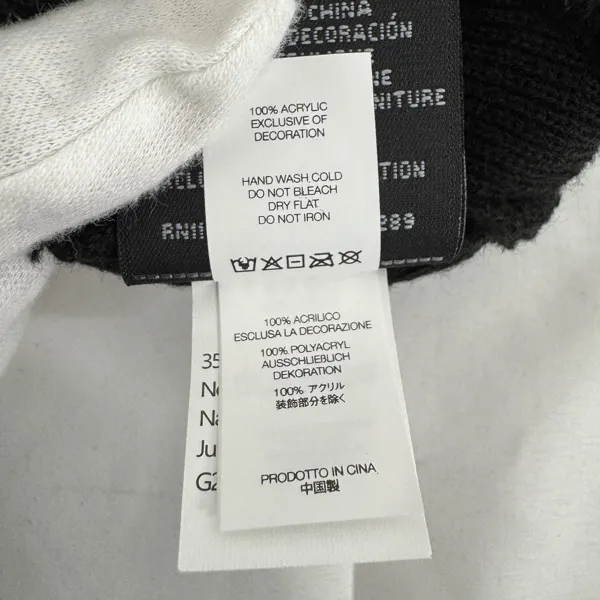 CHINA
DECORACIÓN
NE
NITURE
TION
289
100% ACRYLIC
EXCLUSIVE OF
DECORATION
HAND WASH COLD
DO NOT BLEACH
DRY FLAT
DO NOT IRON
100% ACRILICO
ESCLUSA LA DECORAZIONE
100% POLYACRYL
AUSSCHLIEBLICH
DEKORATION
100% アクリル
装飾部分を除く
PRODOTTO IN CINA
中国製
35
Ne
Na
Ju
G2